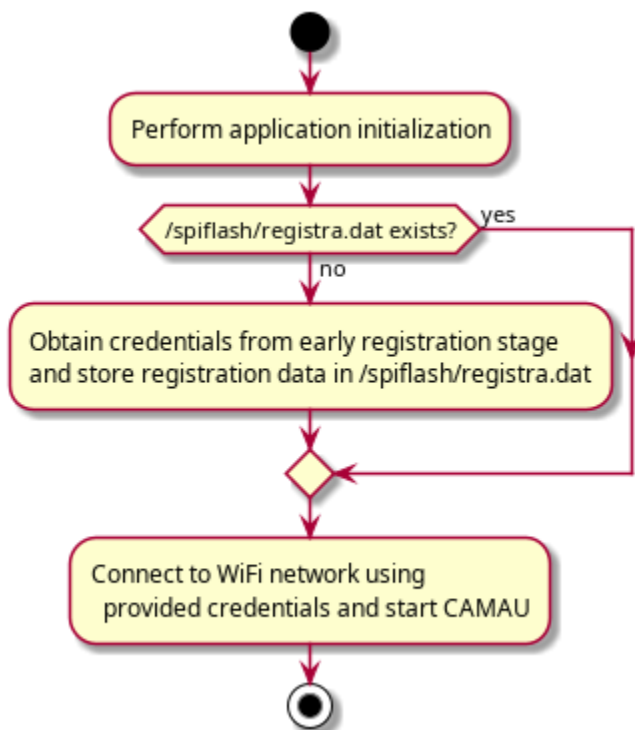 Perform application initialization
/spiflash/registra.dat exists?
yes
no
Obtain credentials from early registration stage
and store registration data in /spiflash/registra.dat
Connect to WiFi network using
provided credentials and start CAMAU